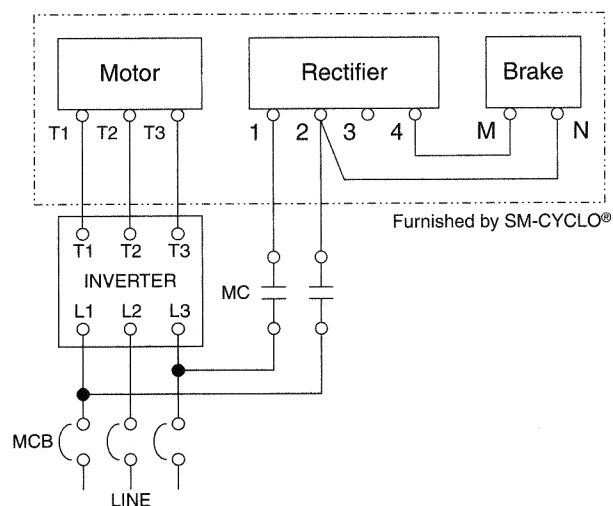 Motor
Rectifier
Brake
T1 T2 T3
1 2 3 4
M N
Furnished by SM-CYCLO®
T1 T2 T3
INVERTER
MC
L1 L2 L3
MCB
LINE